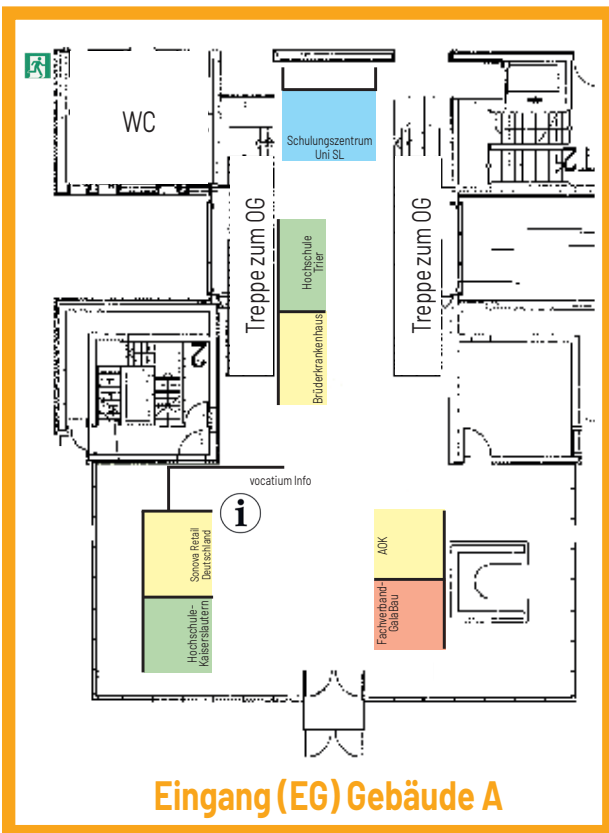 WC
Schulungszentrum
Uni SL
Treppe zum OG
Treppe zum OG
Hochschule
Trier
Brüderkrankenhaus
vocatium Info
i
Sonova Retail
Deutschland
AOK
Hochschule-
Kaiserslautern
Fachverband-
GalaBau
Eingang (EG) Gebäude A